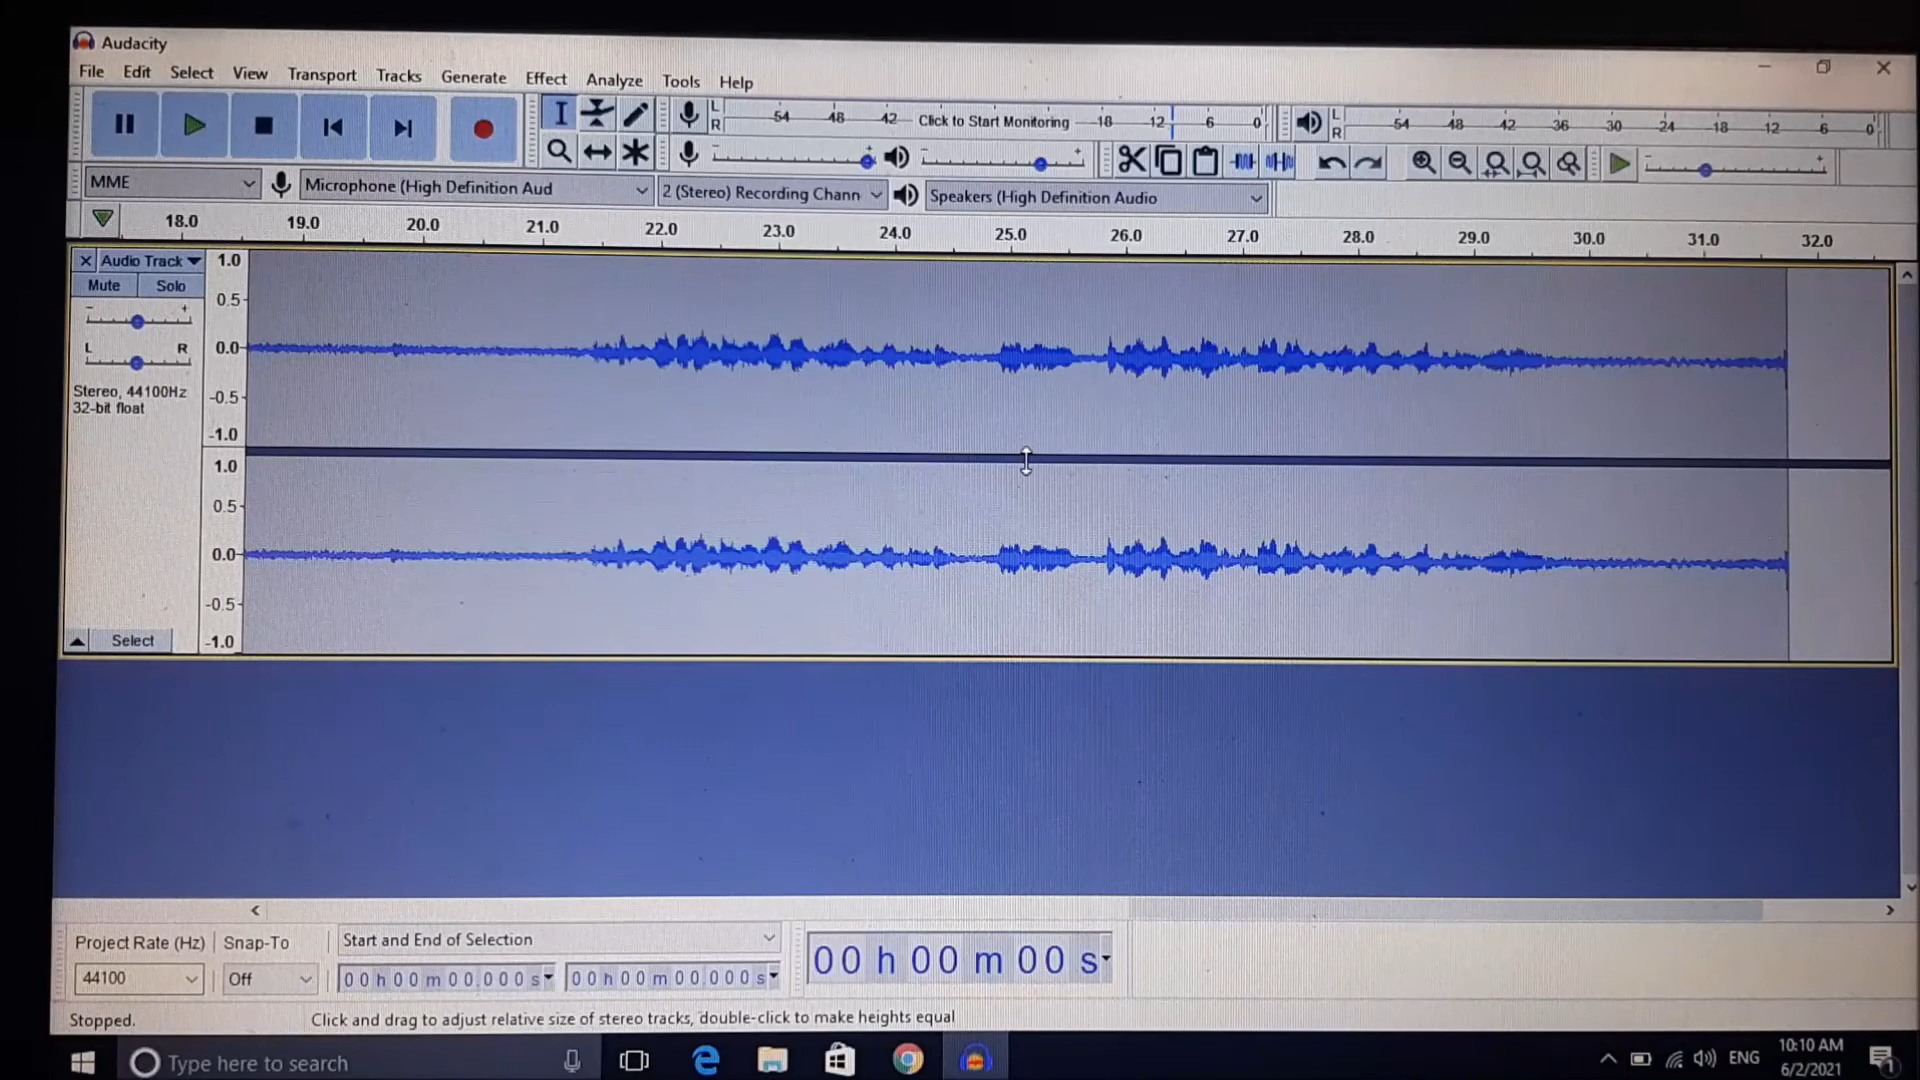 Audacity
File Edit Select View Transport Tracks Generate Effect Analyze Tools Help
L -54 -48 -42 Click to Start Monitoring -18 -12 -6 0 L -54 -48 -42 -36 -30 -24 -18 -12 -6 0
R R
MME Microphone (High Definition Aud 2 (Stereo) Recording Chann Speakers (High Definition Audio
18.0 19.0 20.0 21.0 22.0 23.0 24.0 25.0 26.0 27.0 28.0 29.0 30.0 31.0 32.0
Audio Track 1.0
Mute Solo
0.5
L R 0.0
Stereo, 44100Hz -0.5
32-bit float
-1.0
1.0
0.5
0.0
-0.5
Select -1.0
Project Rate (Hz) Snap-To Start and End of Selection
44100 Off 00 h 00 m 00.000 s 00 h 00 m 00.000 s 00 h 00 m 00 s
Stopped. Click and drag to adjust relative size of stereo tracks, double-click to make heights equal
Type here to search ENG 10:10 AM
6/2/2021 1